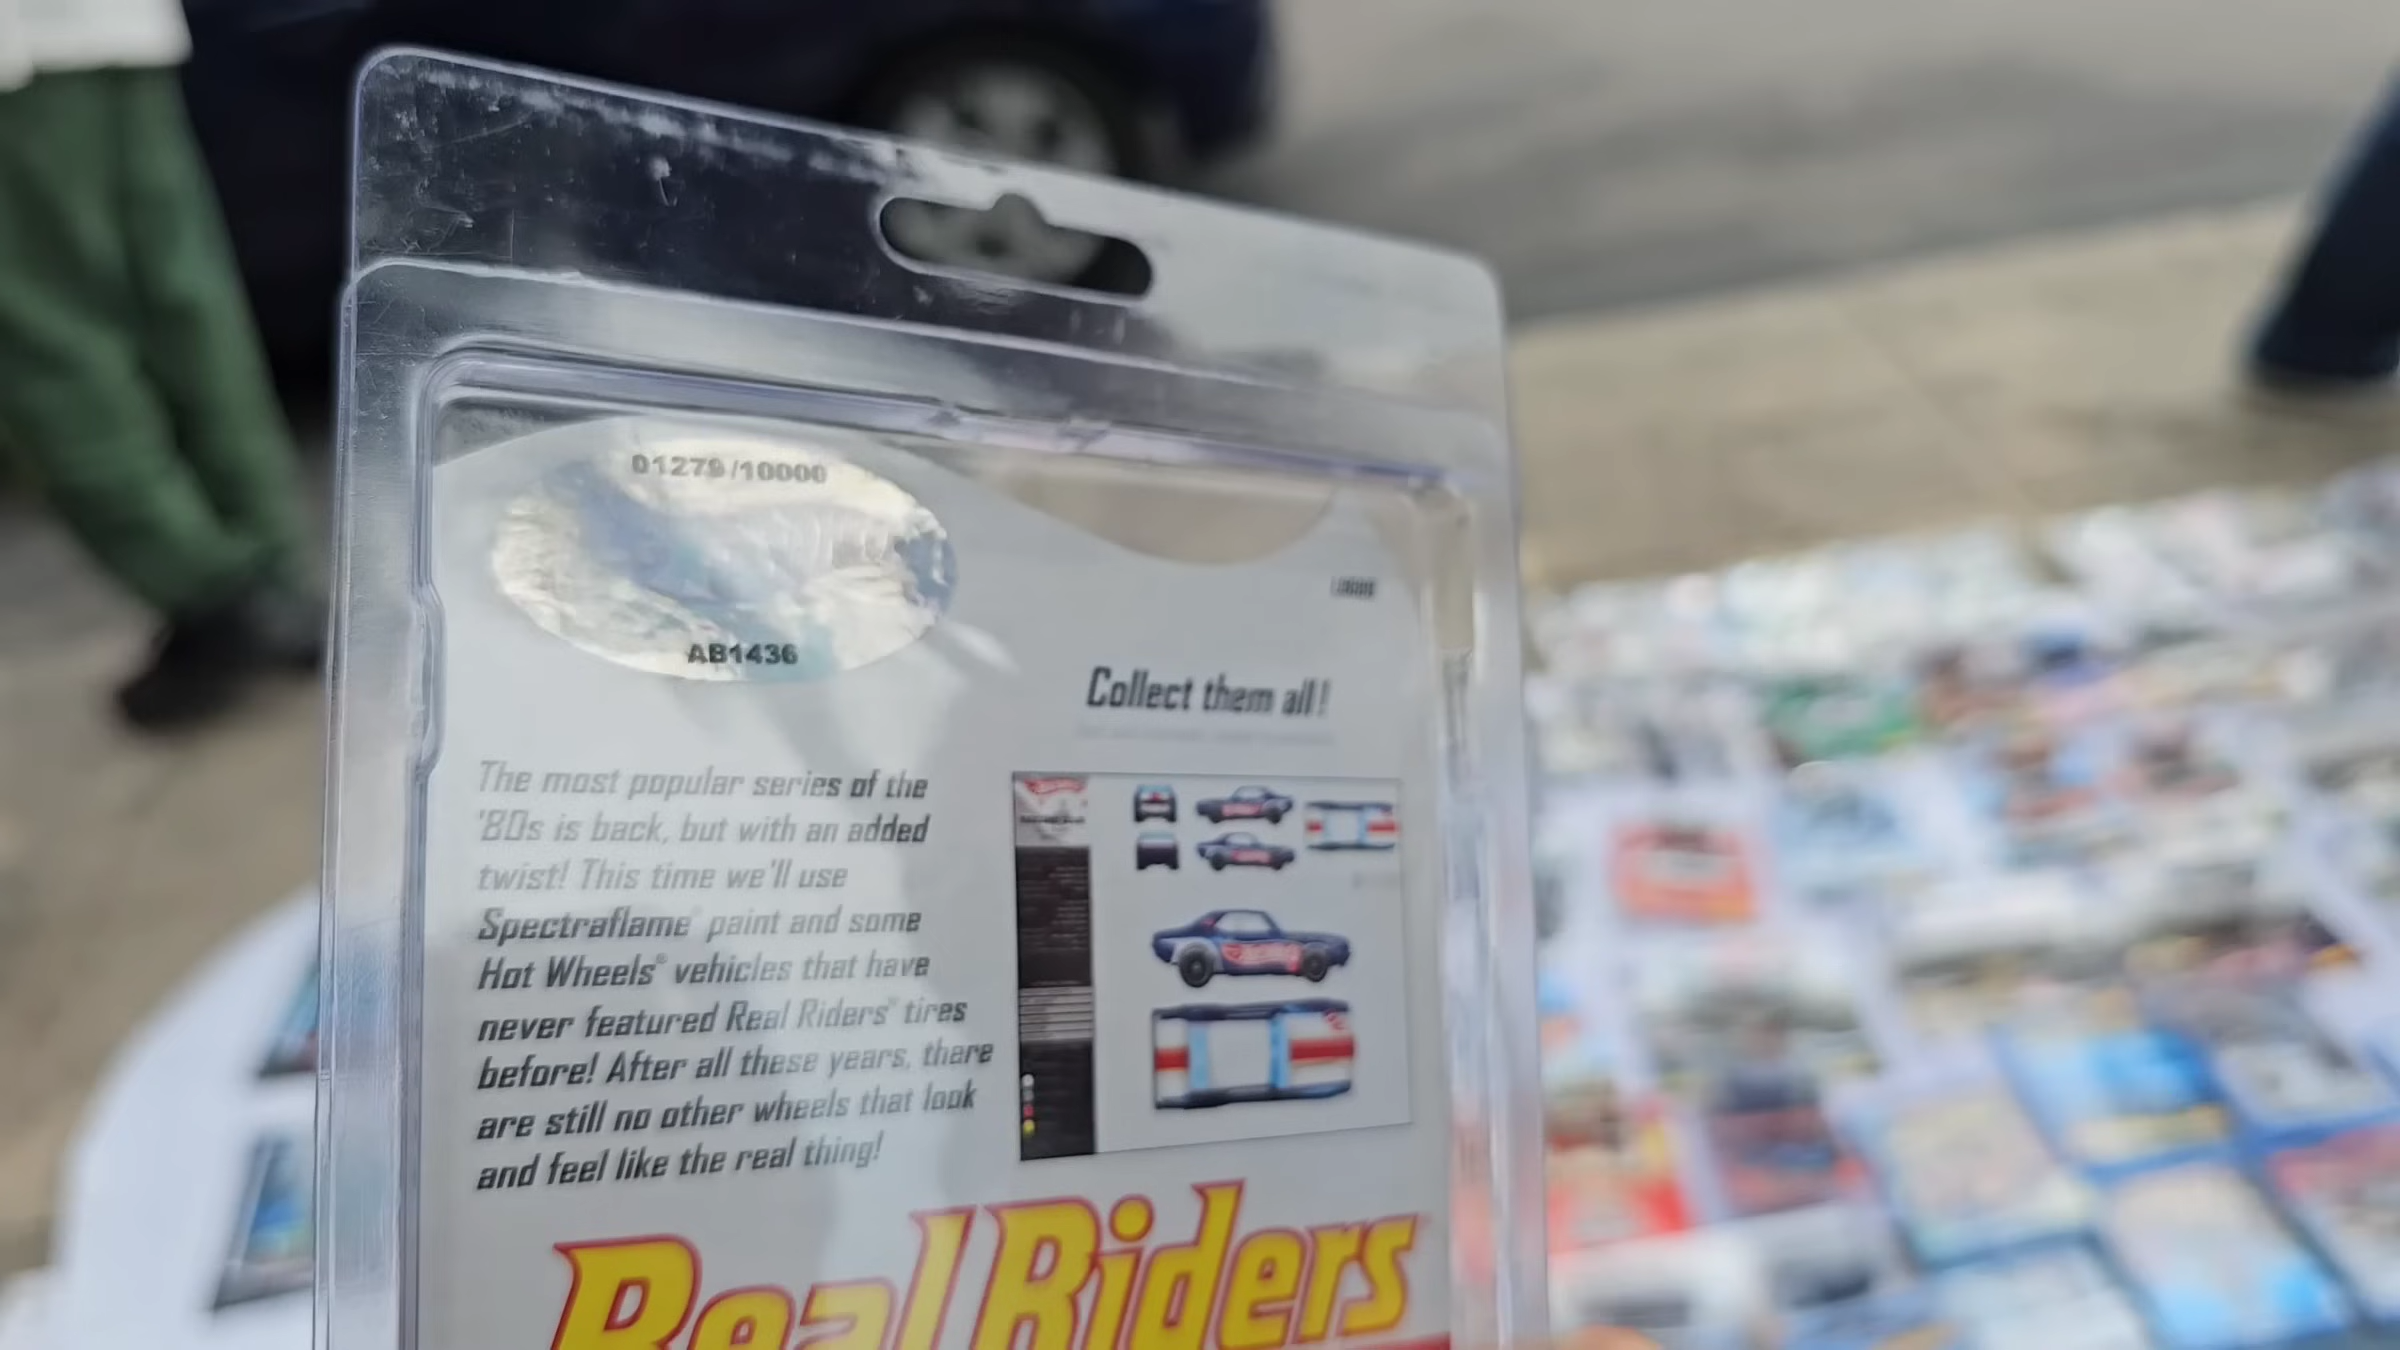 01279/10000
AB1436
Collect them all!
The most popular series of the
'80s is back, but with an added
twist! This time we'll use
Spectraflame® paint and some
Hot Wheels® vehicles that have
never featured Real Riders® tires
before! After all these years, there
are still no other wheels that look
and feel like the real thing!
Real Riders